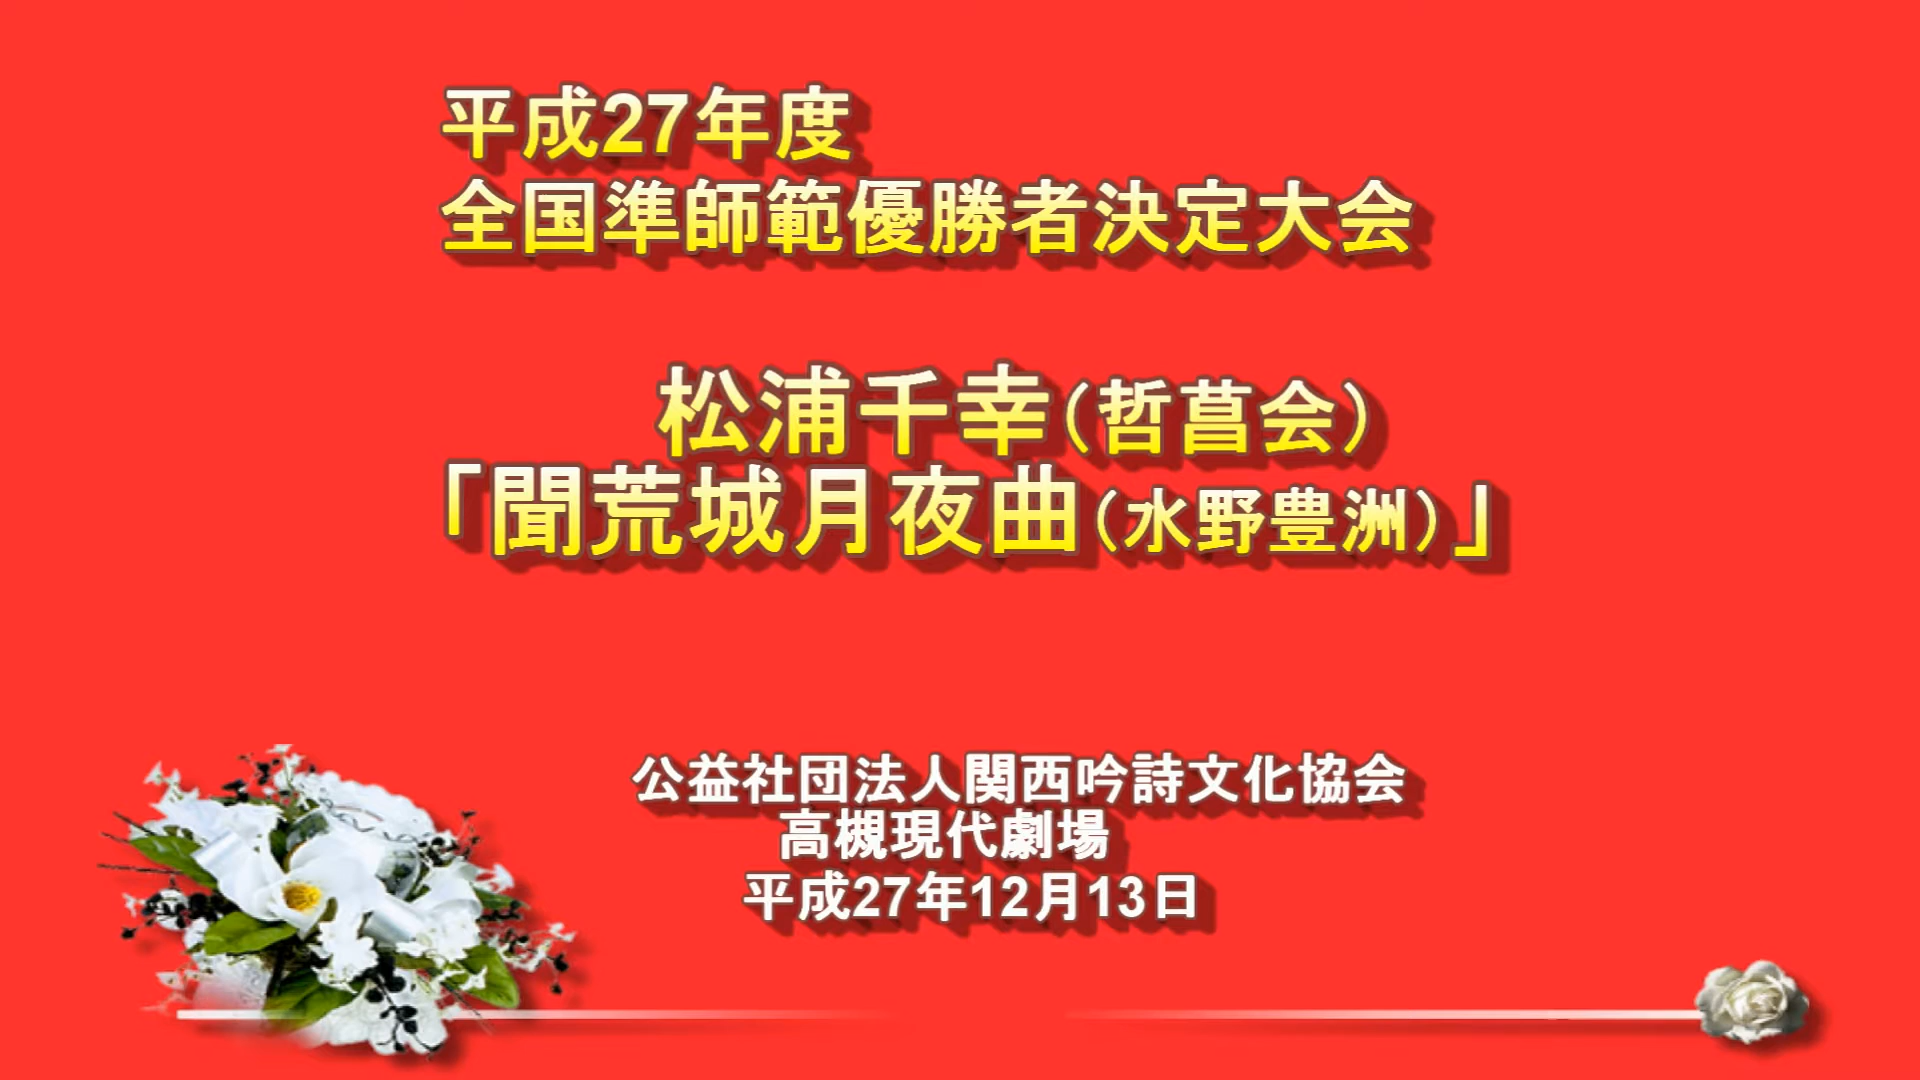 平成27年度
全国準師範優勝者決定大会
松浦千幸（哲菖会）
「聞荒城月夜曲（水野豊洲）」
公益社団法人関西吟詩文化協会
高槻現代劇場
平成27年12月13日